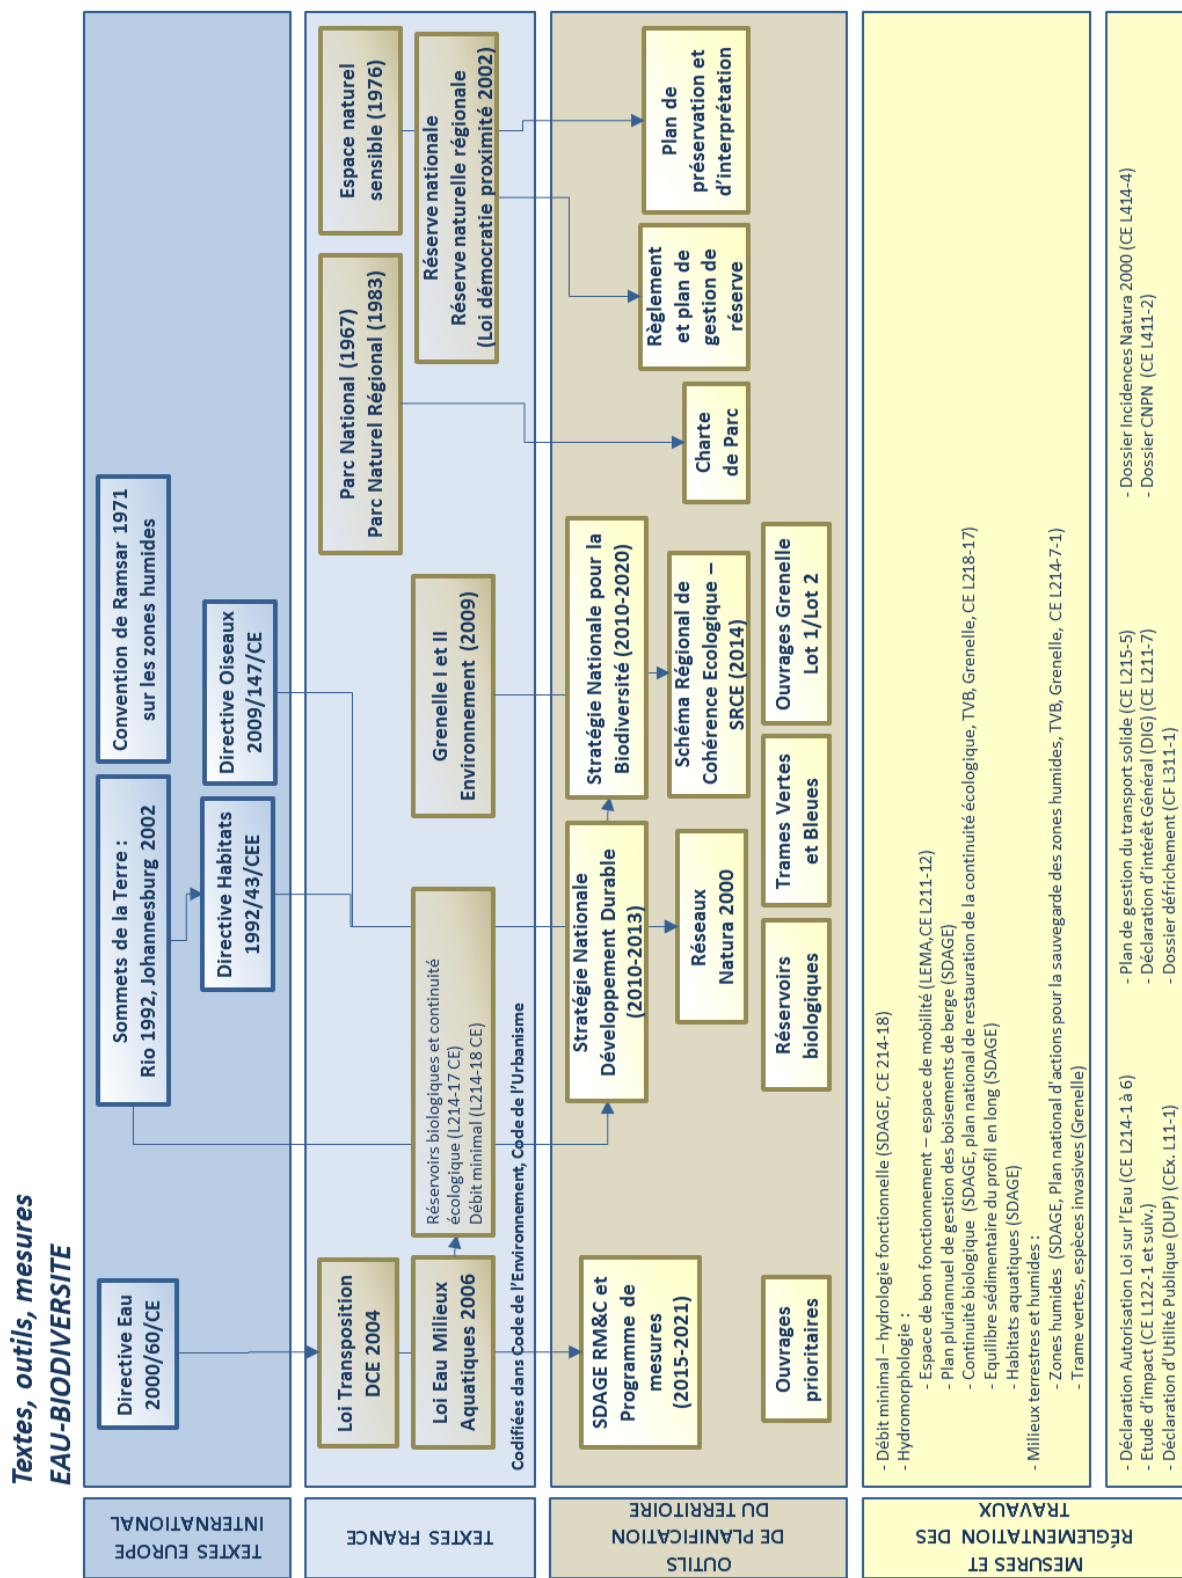 Textes, outils, mesures
EAU-BIODIVERSITE
TEXTES EUROPE
INTERNATIONAL
Directive Eau
2000/60/CE
Sommets de la Terre :
Rio 1992, Johannesburg 2002
Convention de Ramsar 1971
sur les zones humides
Directive Habitats
1992/43/CEE
Directive Oiseaux
2009/147/CE
TEXTES FRANCE
Loi Transposition
DCE 2004
Loi Eau Milieux
Aquatiques 2006
Réservoirs biologiques et continuité
écologique (L214-17 CE)
Débit minimal (L214-18 CE)
Grenelle I et II
Environnement (2009)
Parc National (1967)
Parc Naturel Régional (1983)
Espace naturel
sensible (1976)
Réserve nationale
Réserve naturelle régionale
(Loi démocratie proximité 2002)
Codifiées dans Code de l'Environnement, Code de l'Urbanisme
OUTILS
DE PLANIFICATION
DU TERRITOIRE
SDAGE RM&C et
Programme de
mesures
(2015-2021)
Stratégie Nationale
Développement Durable
(2010-2013)
Stratégie Nationale pour la
Biodiversité (2010-2020)
Réseaux
Natura 2000
Schéma Régional de
Cohérence Ecologique –
SRCE (2014)
Charte
de Parc
Règlement
et plan de
gestion de
réserve
Plan de
préservation et
d'interprétation
Ouvrages
prioritaires
Réservoirs
biologiques
Trames Vertes
et Bleues
Ouvrages Grenelle
Lot 1/Lot 2
MESURES ET
RÉGLEMENTATION DES
TRAVAUX
- Débit minimal – hydrologie fonctionnelle (SDAGE, CE 214-18)
- Hydromorphologie :
- Espace de bon fonctionnement – espace de mobilité (LEMA,CE L211-12)
- Plan pluriannuel de gestion des boisements de berge (SDAGE)
- Continuité biologique (SDAGE, plan national de restauration de la continuité écologique, TVB, Grenelle, CE L218-17)
- Equilibre sédimentaire du profil en long (SDAGE)
- Habitats aquatiques (SDAGE)
- Milieux terrestres et humides :
- Zones humides (SDAGE, Plan national d'actions pour la sauvegarde des zones humides, TVB, Grenelle, CE L214-7-1)
- Trame vertes, espèces invasives (Grenelle)
- Déclaration Autorisation Loi sur l'Eau (CE L214-1 à 6)
- Etude d'impact (CE L122-1 et suiv.)
- Déclaration d'Utilité Publique (DUP) (CEx. L11-1)
- Plan de gestion du transport solide (CE L215-5)
- Déclaration d'intérêt Général (DIG) (CE L211-7)
- Dossier défrichement (CF L311-1)
- Dossier Incidences Natura 2000 (CE L414-4)
- Dossier CNPN (CE L411-2)